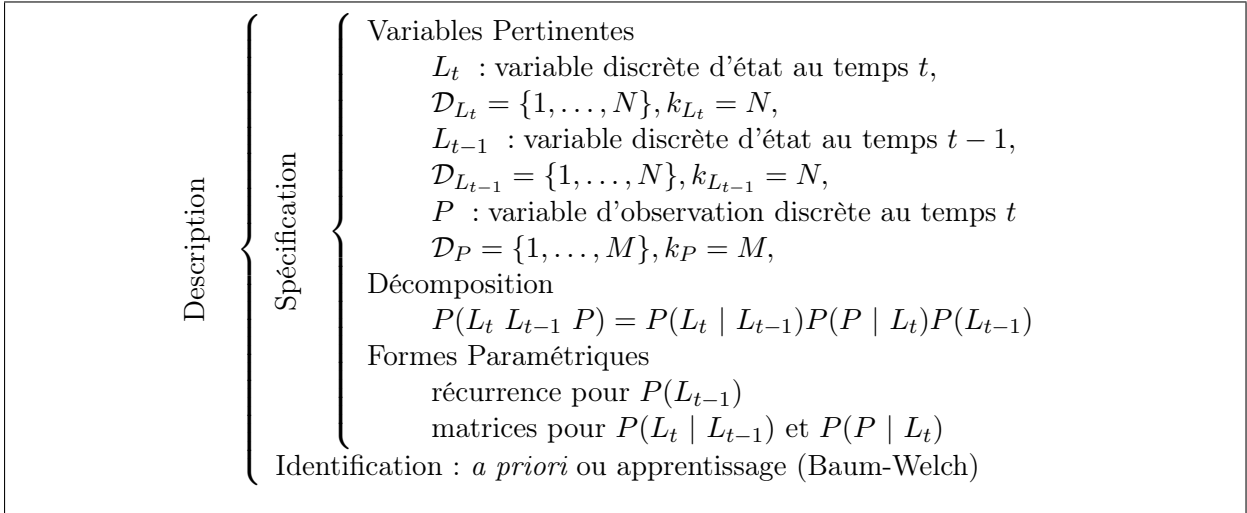 Description
Spécification
Variables Pertinentes
L_t : variable discrète d'état au temps t,
𝒟_{L_t} = {1, . . . , N}, k_{L_t} = N,
L_{t−1} : variable discrète d'état au temps t − 1,
𝒟_{L_{t−1}} = {1, . . . , N}, k_{L_{t−1}} = N,
P : variable d'observation discrète au temps t
𝒟_P = {1, . . . , M}, k_P = M,
Décomposition
P(L_t L_{t−1} P) = P(L_t | L_{t−1})P(P | L_t)P(L_{t−1})
Formes Paramétriques
récurrence pour P(L_{t−1})
matrices pour P(L_t | L_{t−1}) et P(P | L_t)
Identification : a priori ou apprentissage (Baum-Welch)